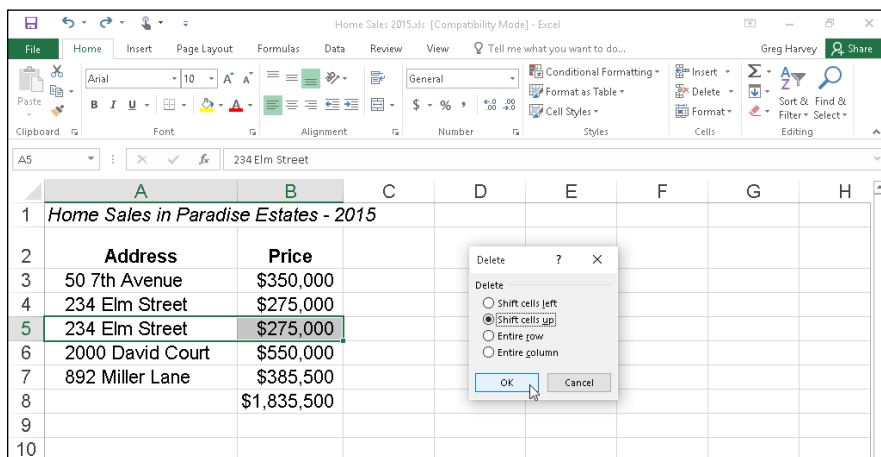 Home Sales 2015.xls [Compatibility Mode] - Excel
File Home Insert Page Layout Formulas Data Review View Tell me what you want to do... Greg Harvey Share
Paste
Arial 10 A A
B I U A
General
$ % , .0 .00 .00 .0
Conditional Formatting
Format as Table
Cell Styles
Insert
Delete
Format
Σ
A Z
Sort & Filter
Find & Select
Clipboard Font Alignment Number Styles Cells Editing
A5 fx 234 Elm Street
A B C D E F G H
1 Home Sales in Paradise Estates - 2015
2 Address Price
3 50 7th Avenue $350,000
4 234 Elm Street $275,000
5 234 Elm Street $275,000
6 2000 David Court $550,000
7 892 Miller Lane $385,500
8 $1,835,500
9
10
Delete ? ×
Delete
Shift cells left
Shift cells up
Entire row
Entire column
OK Cancel